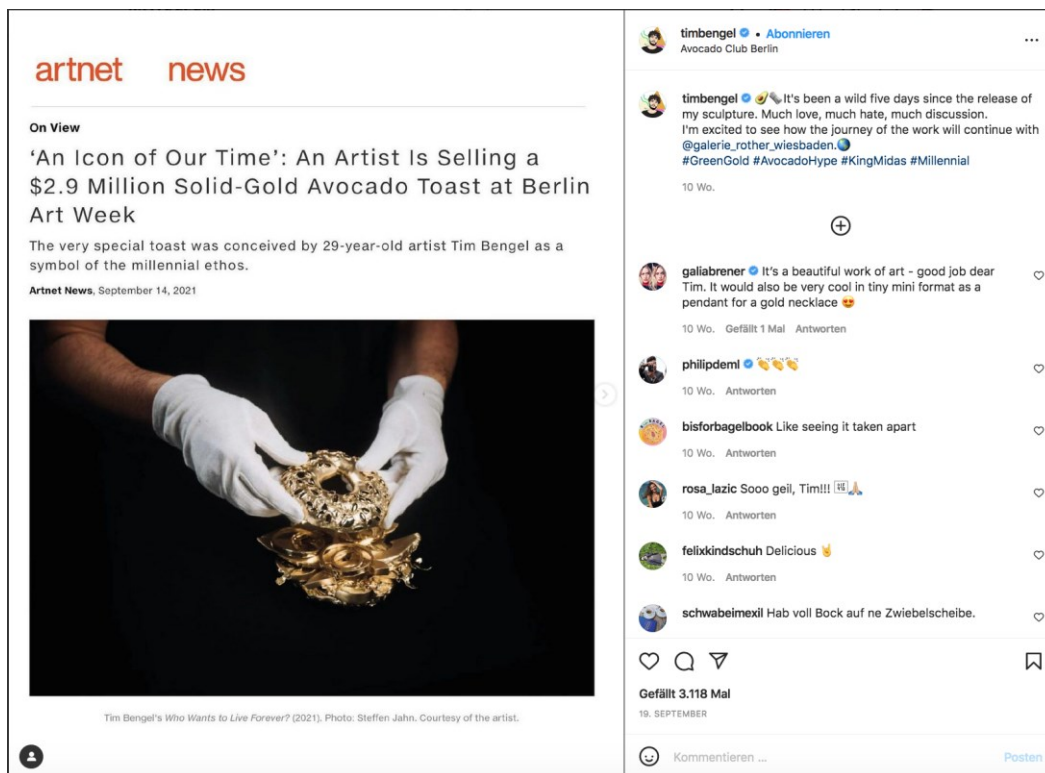 artnet news
On View
‘An Icon of Our Time’: An Artist Is Selling a
$2.9 Million Solid-Gold Avocado Toast at Berlin
Art Week
The very special toast was conceived by 29-year-old artist Tim Bengel as a
symbol of the millennial ethos.
Artnet News, September 14, 2021
Tim Bengel's Who Wants to Live Forever? (2021). Photo: Steffen Jahn. Courtesy of the artist.
timbengel • Abonnieren
Avocado Club Berlin
timbengel 🥑🗞️It's been a wild five days since the release of
my sculpture. Much love, much hate, much discussion.
I'm excited to see how the journey of the work will continue with
@galerie_rother_wiesbaden.🌍
#GreenGold #AvocadoHype #KingMidas #Millennial
10 Wo.
galiabrener It's a beautiful work of art - good job dear
Tim. It would also be very cool in tiny mini format as a
pendant for a gold necklace 😍
10 Wo. Gefällt 1 Mal Antworten
philipdeml 👏👏👏
10 Wo. Antworten
bisforbagelbook Like seeing it taken apart
10 Wo. Antworten
rosa_lazic Sooo geil, Tim!!! 🙏🏼
10 Wo. Antworten
felixkindschuh Delicious 🤘
10 Wo. Antworten
schwabeimexil Hab voll Bock auf ne Zwiebelscheibe.
Gefällt 3.118 Mal
19. SEPTEMBER
Kommentieren ...
Posten